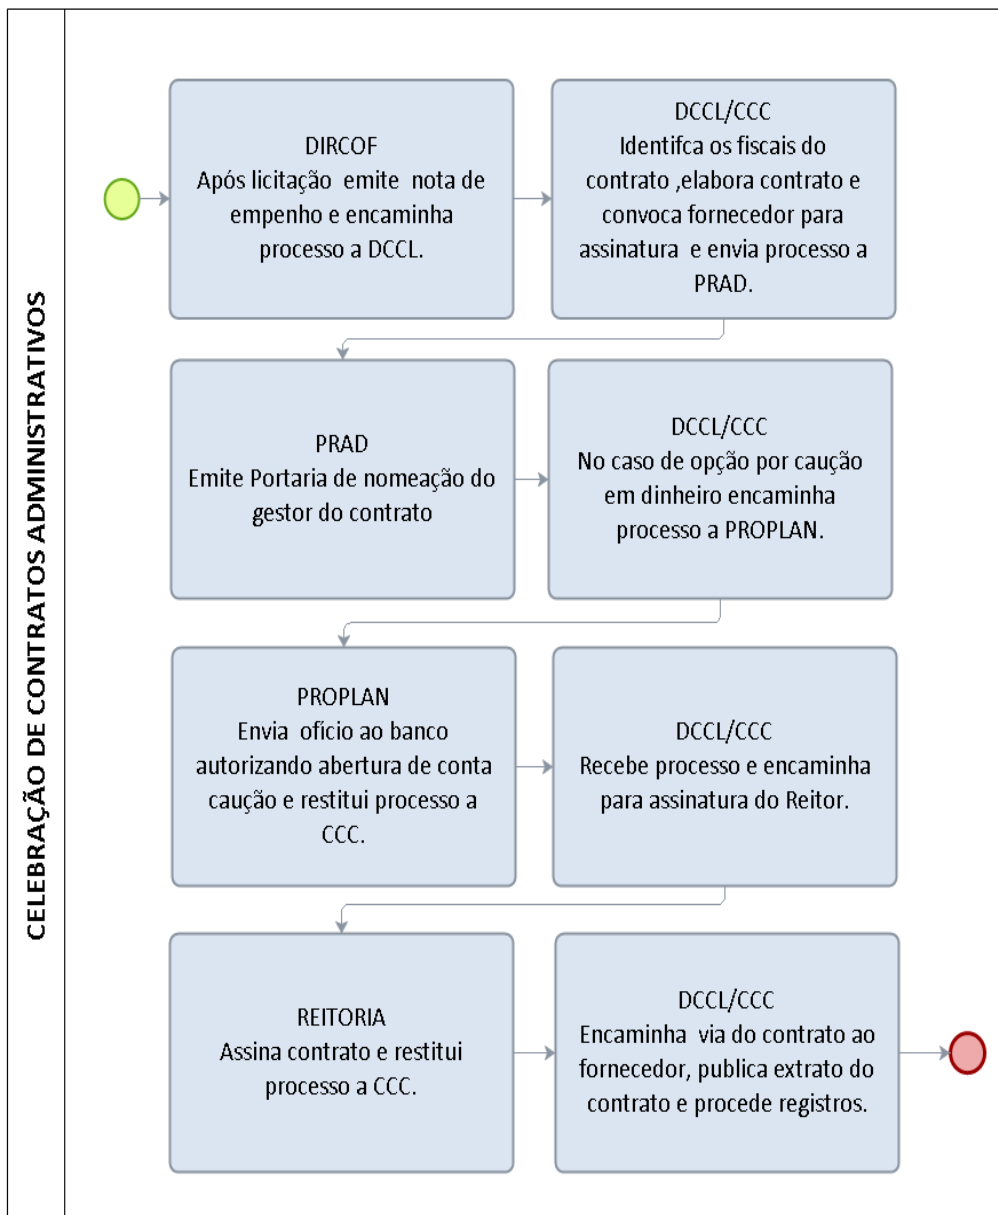 CELEBRAÇÃO DE CONTRATOS ADMINISTRATIVOS
DIRCOF
Após licitação emite nota de
empenho e encaminha
processo a DCCL.
DCCL/CCC
Identifca os fiscais do
contrato ,elabora contrato e
convoca fornecedor para
assinatura e envia processo a
PRAD.
PRAD
Emite Portaria de nomeação do
gestor do contrato
DCCL/CCC
No caso de opção por caução
em dinheiro encaminha
processo a PROPLAN.
PROPLAN
Envia ofício ao banco
autorizando abertura de conta
caução e restitui processo a
CCC.
DCCL/CCC
Recebe processo e encaminha
para assinatura do Reitor.
REITORIA
Assina contrato e restitui
processo a CCC.
DCCL/CCC
Encaminha via do contrato ao
fornecedor, publica extrato do
contrato e procede registros.